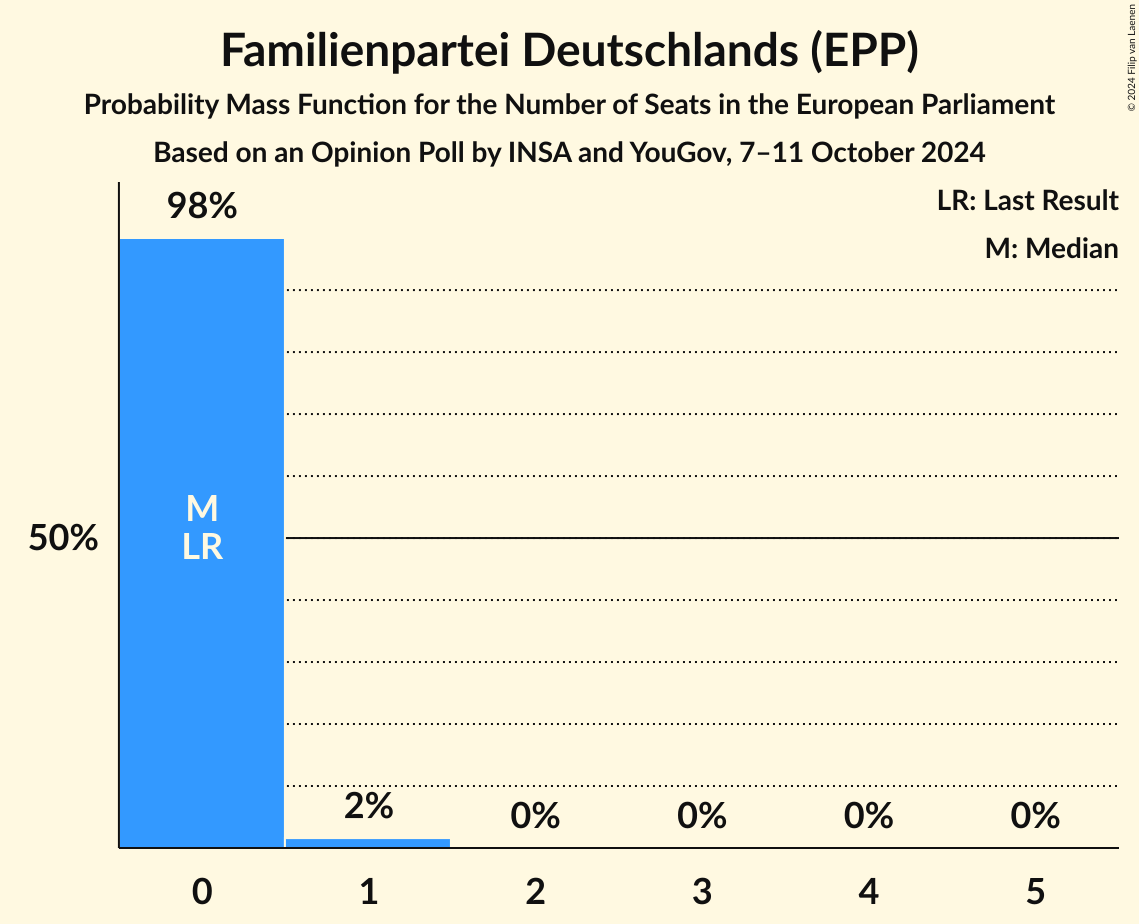 Familienpartei Deutschlands (EPP)
Probability Mass Function for the Number of Seats in the European Parliament
Based on an Opinion Poll by INSA and YouGov, 7–11 October 2024
© 2024 Filip van Laenen
LR: Last Result
M: Median
98%
M
LR
50%
2%
0%
0%
0%
0%
0
1
2
3
4
5